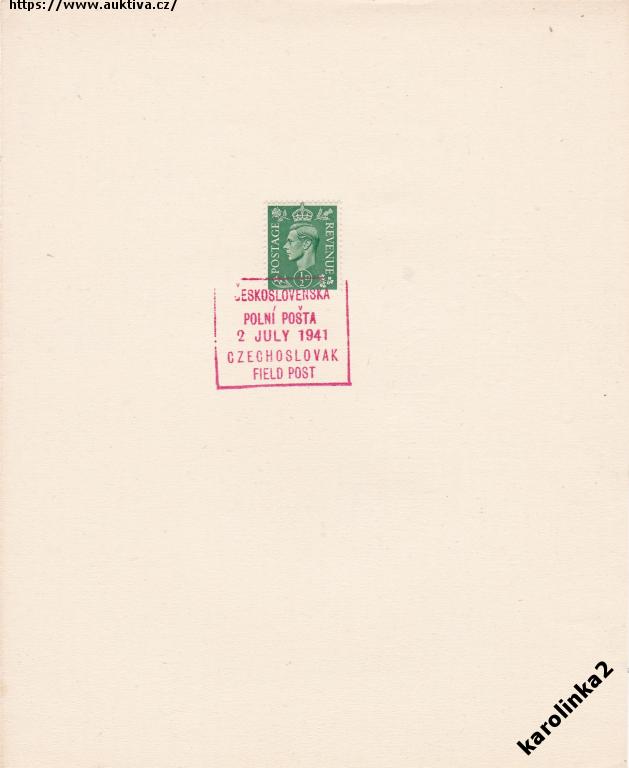 https://www.auktiva.cz/
POSTAGE REVENUE
½ D
ČESKOSLOVENSKÁ
POLNÍ POŠTA
2 JULY 1941
CZECHOSLOVAK
FIELD POST
karolinka2